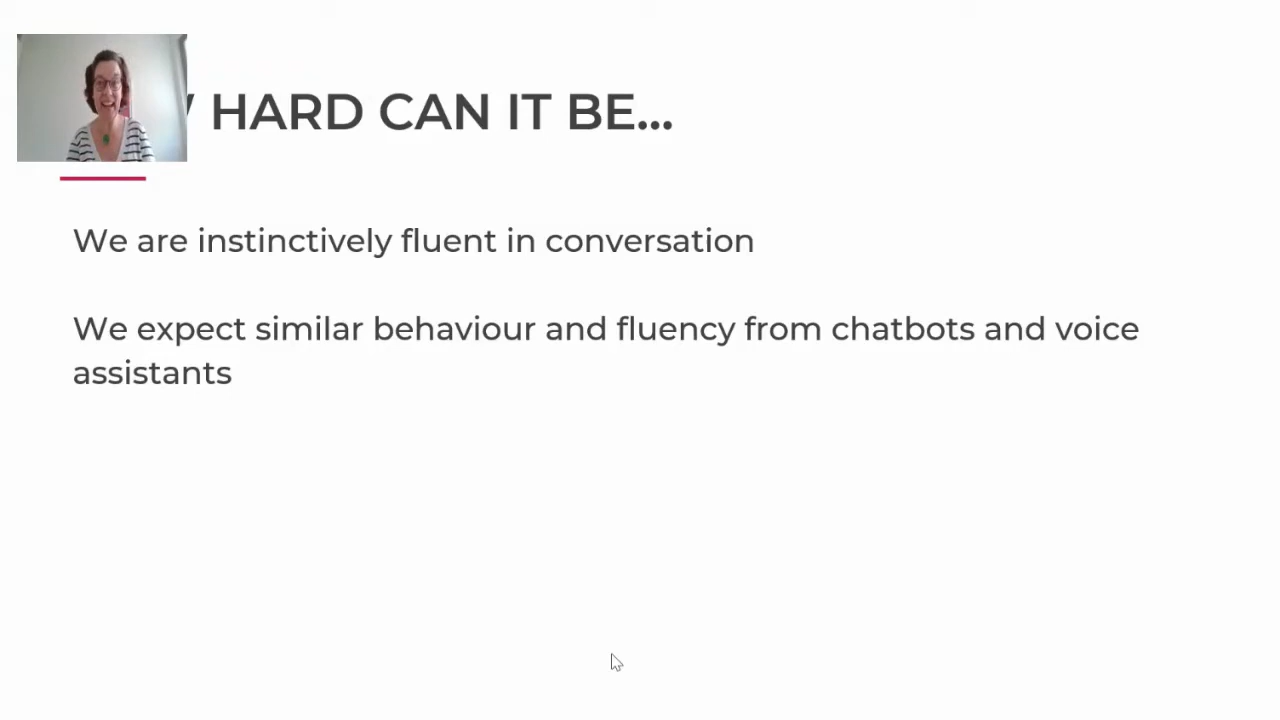 HARD CAN IT BE...
We are instinctively fluent in conversation
We expect similar behaviour and fluency from chatbots and voice
assistants